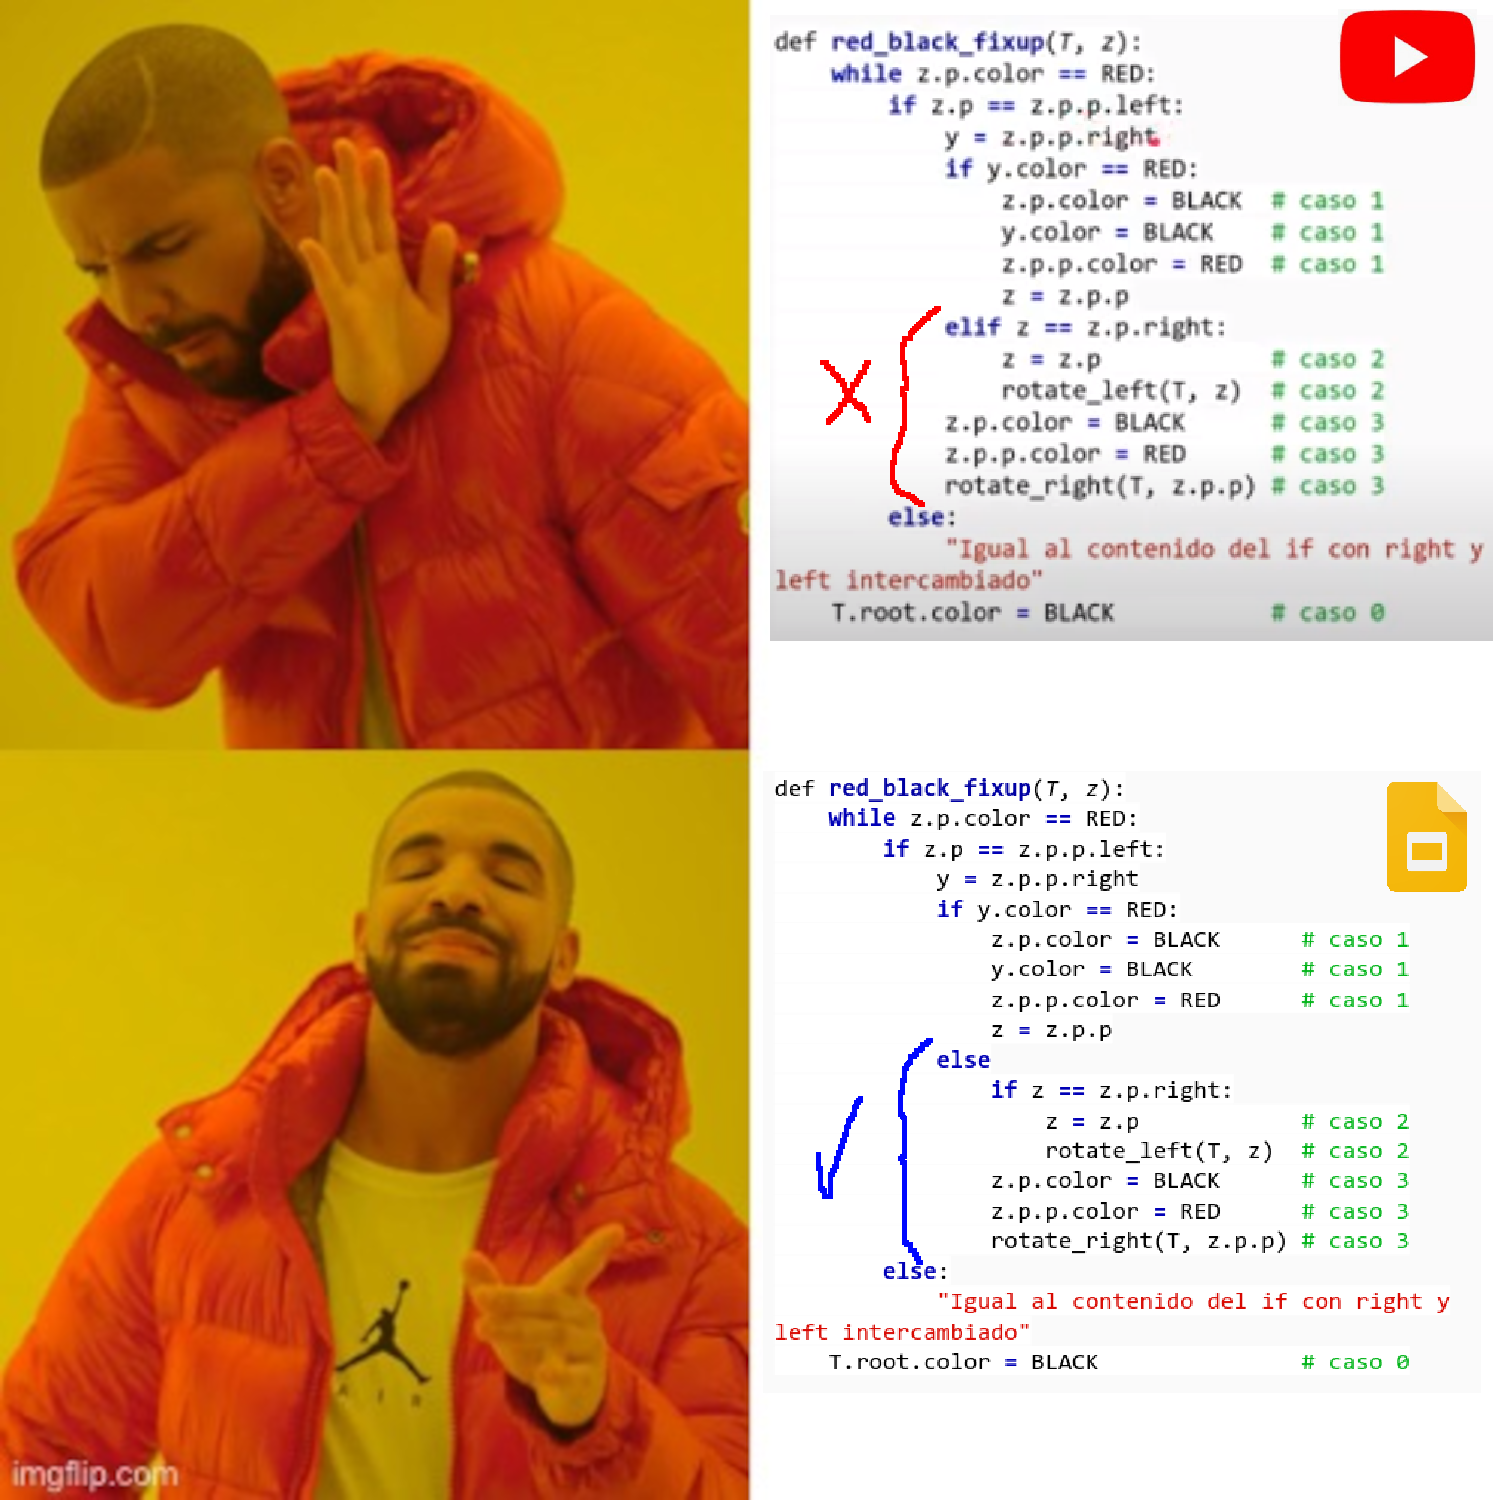 def red_black_fixup(T, z):
    while z.p.color == RED:
        if z.p == z.p.p.left:
            y = z.p.p.right
            if y.color == RED:
                z.p.color = BLACK  # caso 1
                y.color = BLACK    # caso 1
                z.p.p.color = RED  # caso 1
                z = z.p.p
            elif z == z.p.right:
                z = z.p            # caso 2
                rotate_left(T, z)  # caso 2
            z.p.color = BLACK      # caso 3
            z.p.p.color = RED      # caso 3
            rotate_right(T, z.p.p) # caso 3
        else:
            "Igual al contenido del if con right y
left intercambiado"
    T.root.color = BLACK           # caso 0
X
def red_black_fixup(T, z):
    while z.p.color == RED:
        if z.p == z.p.p.left:
            y = z.p.p.right
            if y.color == RED:
                z.p.color = BLACK      # caso 1
                y.color = BLACK        # caso 1
                z.p.p.color = RED      # caso 1
                z = z.p.p
            else
                if z == z.p.right:
                    z = z.p            # caso 2
                    rotate_left(T, z)  # caso 2
                z.p.color = BLACK      # caso 3
                z.p.p.color = RED      # caso 3
                rotate_right(T, z.p.p) # caso 3
        else:
            "Igual al contenido del if con right y
left intercambiado"
    T.root.color = BLACK               # caso 0
AIR
imgflip.com